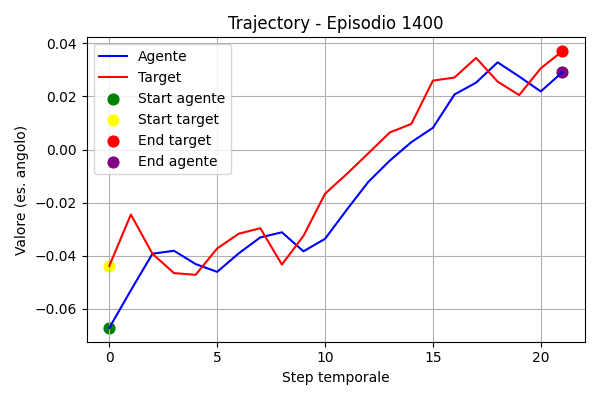 Trajectory - Episodio 1400
Agente
Target
Start agente
Start target
End target
End agente
Valore (es. angolo)
0.04
0.02
0.00
−0.02
−0.04
−0.06
0
5
10
15
20
Step temporale